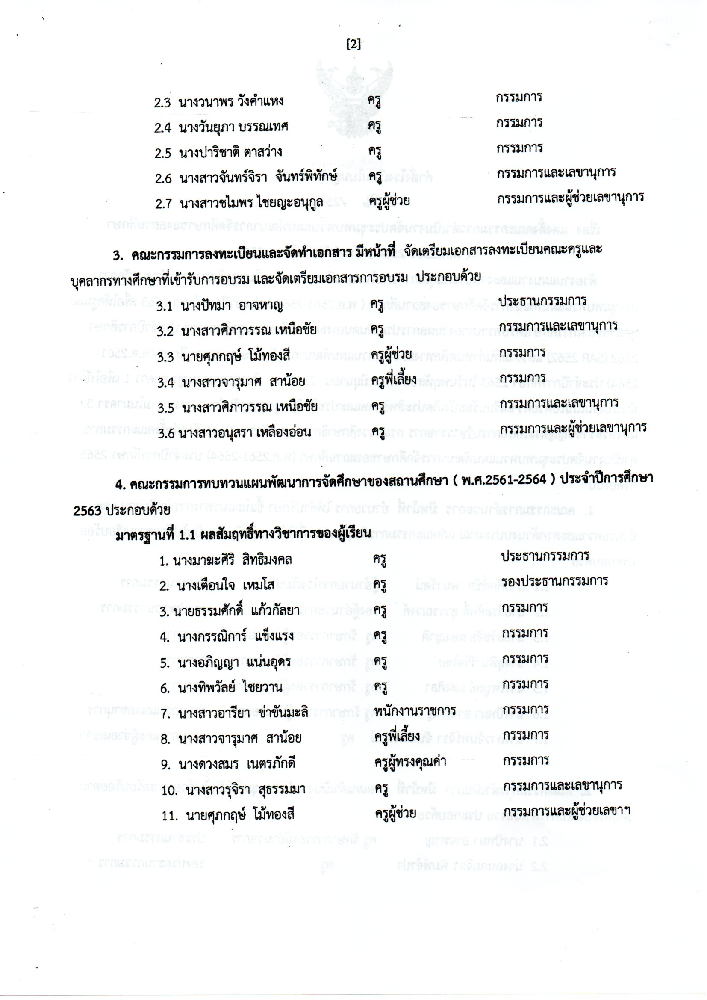 [2]
2.3 นางวนาพร วังคำแหง ครู กรรมการ
2.4 นางวันยุภา บรรณเทศ ครู กรรมการ
2.5 นางปาริชาติ ตาสว่าง ครู กรรมการ
2.6 นางสาวจันทร์จิรา จันทร์พิทักษ์ ครู กรรมการและเลขานุการ
2.7 นางสาวชไมพร ไชยญะอนุกูล ครูผู้ช่วย กรรมการและผู้ช่วยเลขานุการ
3. คณะกรรมการลงทะเบียนและจัดทำเอกสาร มีหน้าที่ จัดเตรียมเอกสารลงทะเบียนคณะครูและ
บุคลากรทางศึกษาที่เข้ารับการอบรม และจัดเตรียมเอกสารการอบรม ประกอบด้วย
3.1 นางปัทมา อาจหาญ ครู ประธานกรรมการ
3.2 นางสาวศิภาวรรณ เหนือชัย ครู กรรมการและเลขานุการ
3.3 นายศุภกฤษ์ โม้ทองสี ครูผู้ช่วย กรรมการ
3.4 นางสาวจารุมาศ สาน้อย ครูพี่เลี้ยง กรรมการ
3.5 นางสาวศิภาวรรณ เหนือชัย ครู กรรมการและเลขานุการ
3.6 นางสาวอนุสรา เหลืองอ่อน ครู กรรมการและผู้ช่วยเลขานุการ
4. คณะกรรมการทบทวนแผนพัฒนาการจัดศึกษาของสถานศึกษา ( พ.ศ.2561-2564 ) ประจำปีการศึกษา
2563 ประกอบด้วย
มาตรฐานที่ 1.1 ผลสัมฤทธิ์ทางวิชาการของผู้เรียน
1. นางมาฆะศิริ สิทธิมงคล ครู ประธานกรรมการ
2. นางเตือนใจ เหมโส ครู รองประธานกรรมการ
3. นายธรรมศักดิ์ แก้วกัลยา ครู กรรมการ
4. นางกรรณิการ์ แข็งแรง ครู กรรมการ
5. นางอภิญญา แน่นอุดร ครู กรรมการ
6. นางทิพวัลย์ ไชยวาน ครู กรรมการ
7. นางสาวอารียา ข่าขันมะลิ พนักงานราชการ กรรมการ
8. นางสาวจารุมาศ สาน้อย ครูพี่เลี้ยง กรรมการ
9. นางดวงสมร เนตรภักดี ครูผู้ทรงคุณค่า กรรมการ
10. นางสาวรุจิรา สุธรรมมา ครู กรรมการและเลขานุการ
11. นายศุภกฤษ์ โม้ทองสี ครูผู้ช่วย กรรมการและผู้ช่วยเลขาฯ